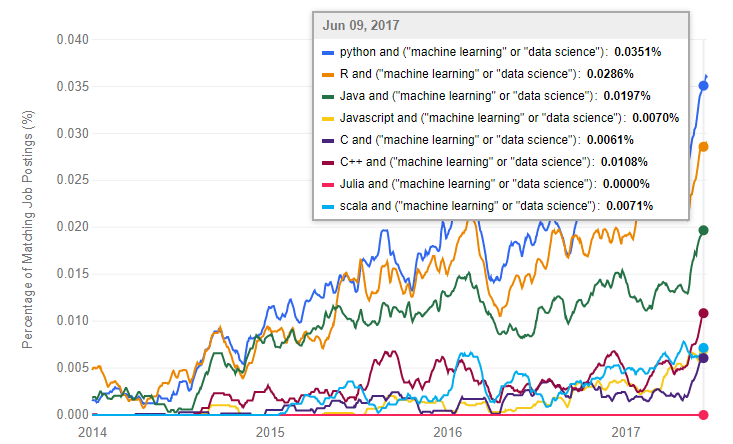 Jun 09, 2017
python and ("machine learning" or "data science"): 0.0351%
R and ("machine learning" or "data science"): 0.0286%
Java and ("machine learning" or "data science"): 0.0197%
Javascript and ("machine learning" or "data science"): 0.0070%
C and ("machine learning" or "data science"): 0.0061%
C++ and ("machine learning" or "data science"): 0.0108%
Julia and ("machine learning" or "data science"): 0.0000%
scala and ("machine learning" or "data science"): 0.0071%
Percentage of Matching Job Postings (%)
0.040
0.035
0.030
0.025
0.020
0.015
0.010
0.005
0.000
2014 2015 2016 2017